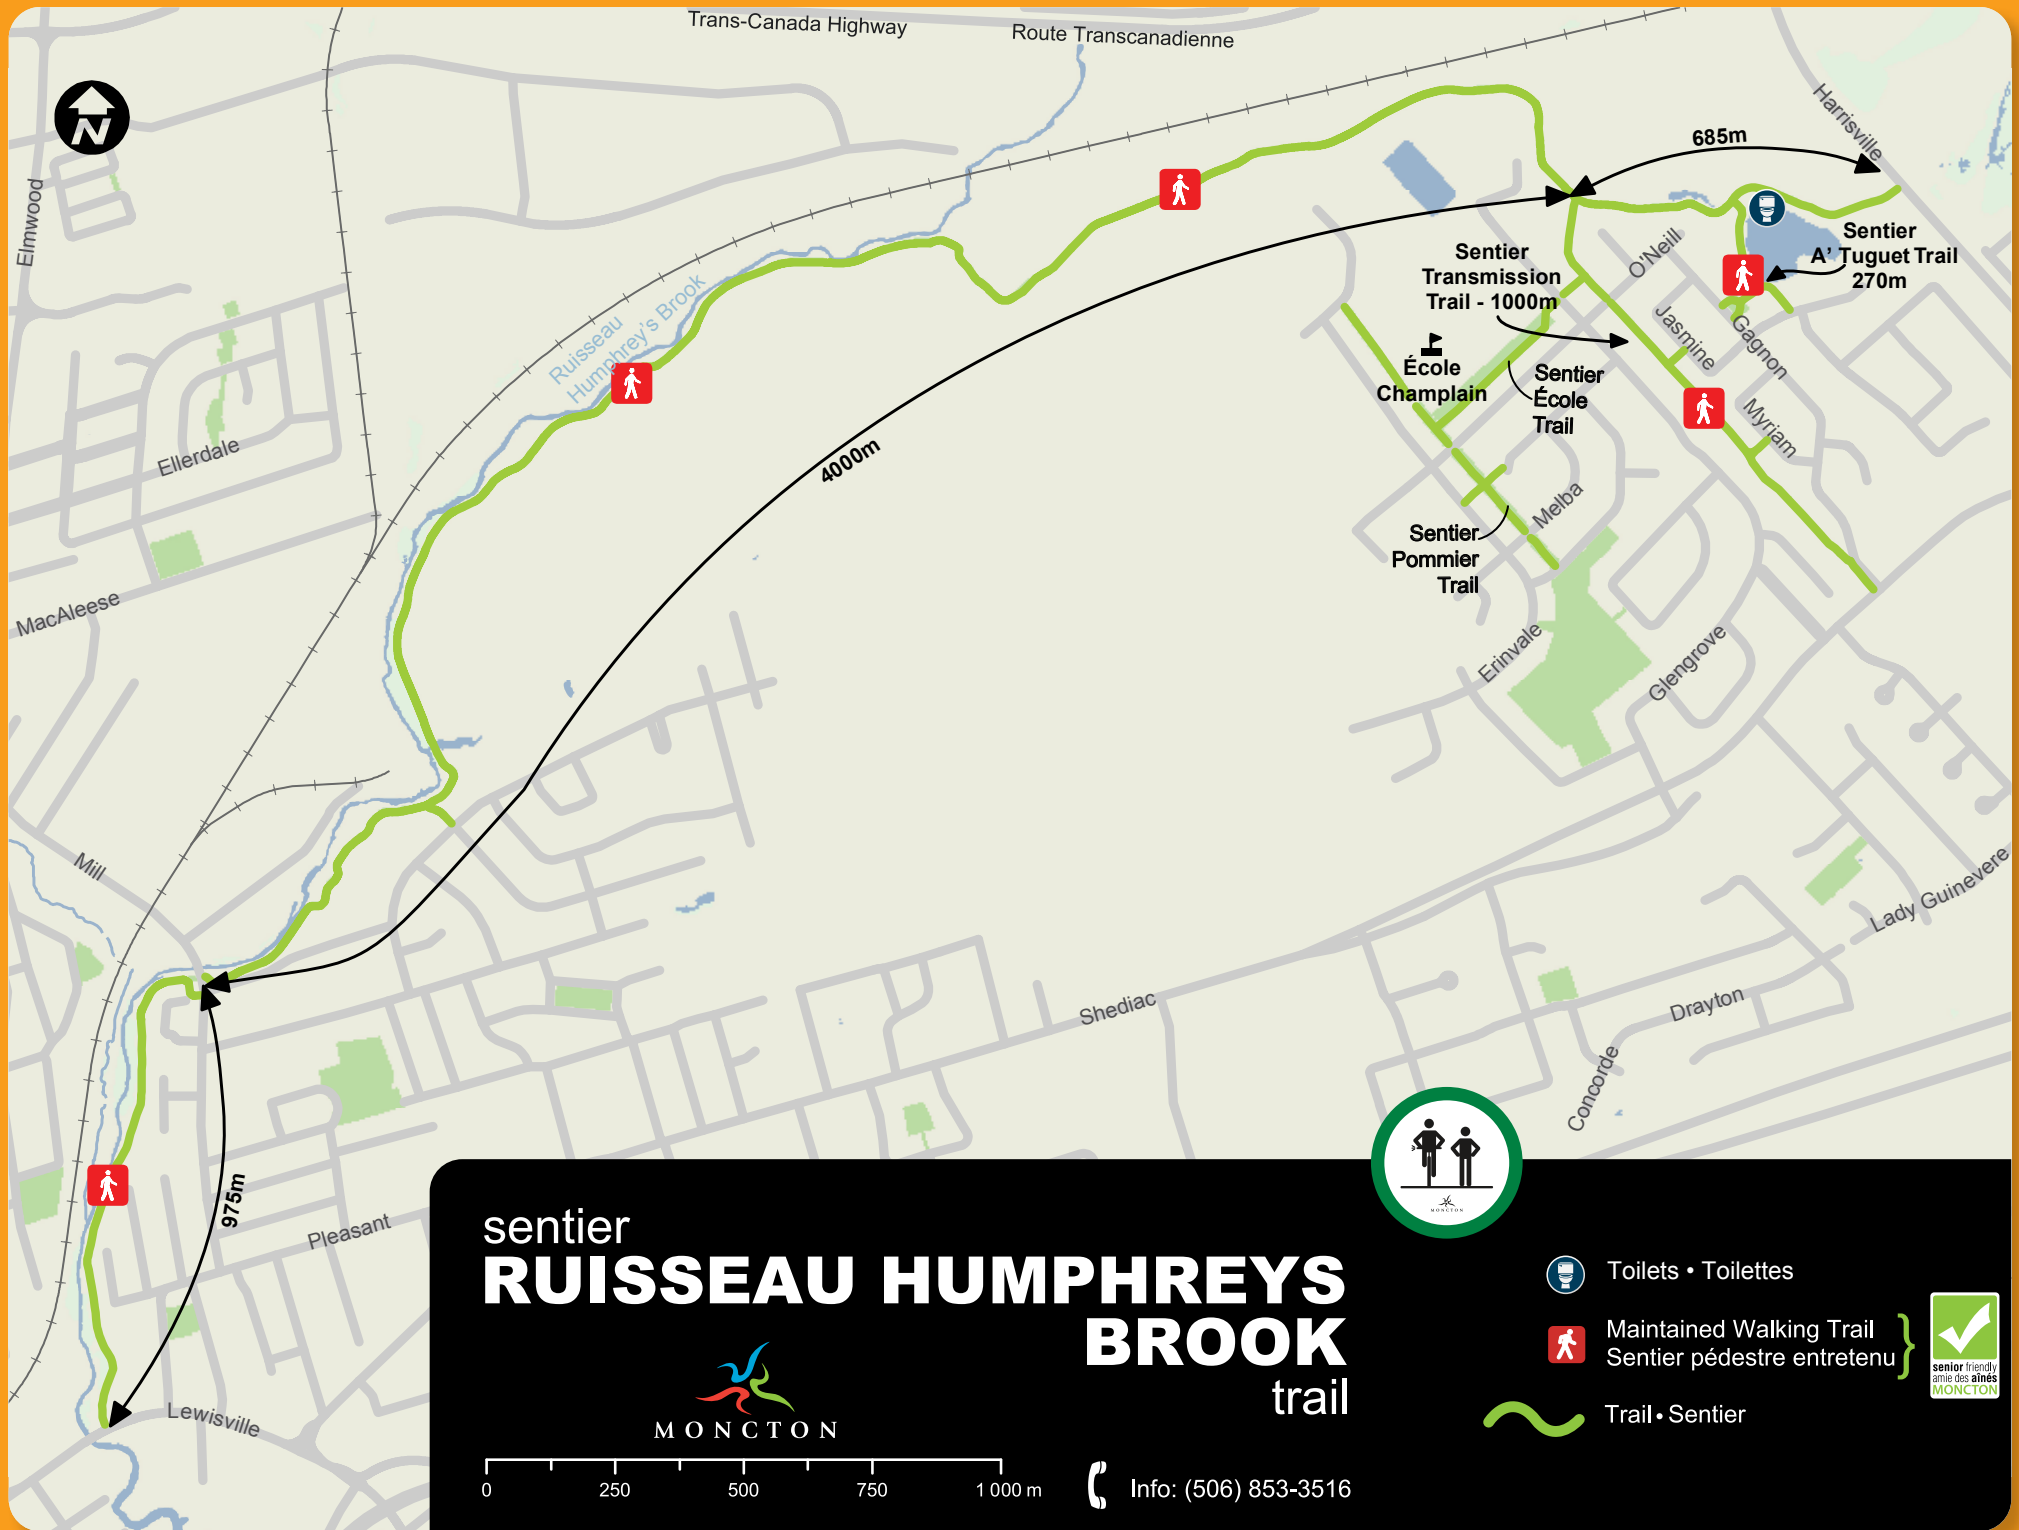 Trans-Canada Highway
Route Transcanadienne
Harrisville
685m
N
Elmwood
O'Neill
Sentier
A' Tuguet Trail
270m
Sentier
Transmission
Trail - 1000m
Ruisseau
Humphrey's Brook
Jasmine
Gagnon
École
Champlain
Sentier
École
Trail
Myriam
Ellerdale
4000m
Melba
Sentier
Pommier
Trail
MacAleese
Erinvale
Glengrove
Mill
Lady Guinevere
Shediac
Drayton
Concorde
975m
Pleasant
Lewisville
sentier
RUISSEAU HUMPHREYS
BROOK
trail
MONCTON
0 250 500 750 1 000 m
Info: (506) 853-3516
MONCTON
Toilets • Toilettes
Maintained Walking Trail
Sentier pédestre entretenu
Trail • Sentier
senior friendly
amie des aînés
MONCTON